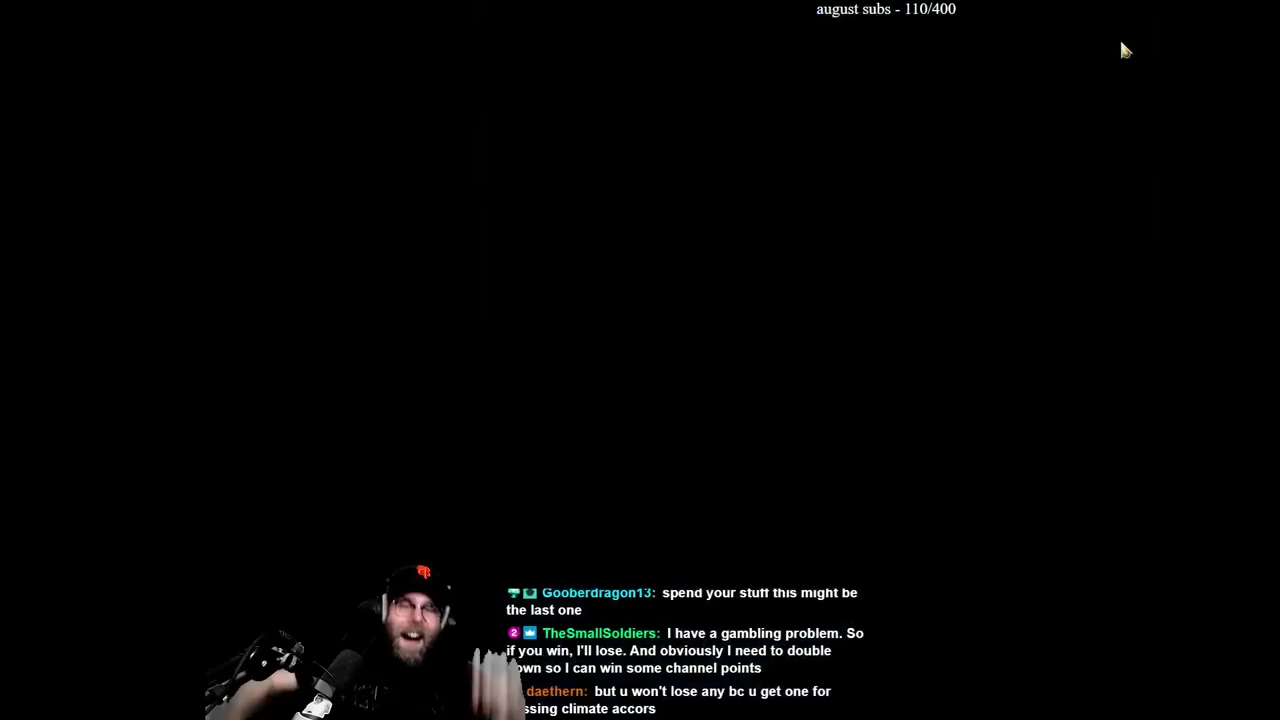 august subs - 110/400
Gooberdragon13: spend your stuff this might be
the last one
TheSmallSoldiers: I have a gambling problem. So
if you win, I'll lose. And obviously I need to double
own so I can win some channel points
daethern: but u won't lose any bc u get one for
ssing climate accors